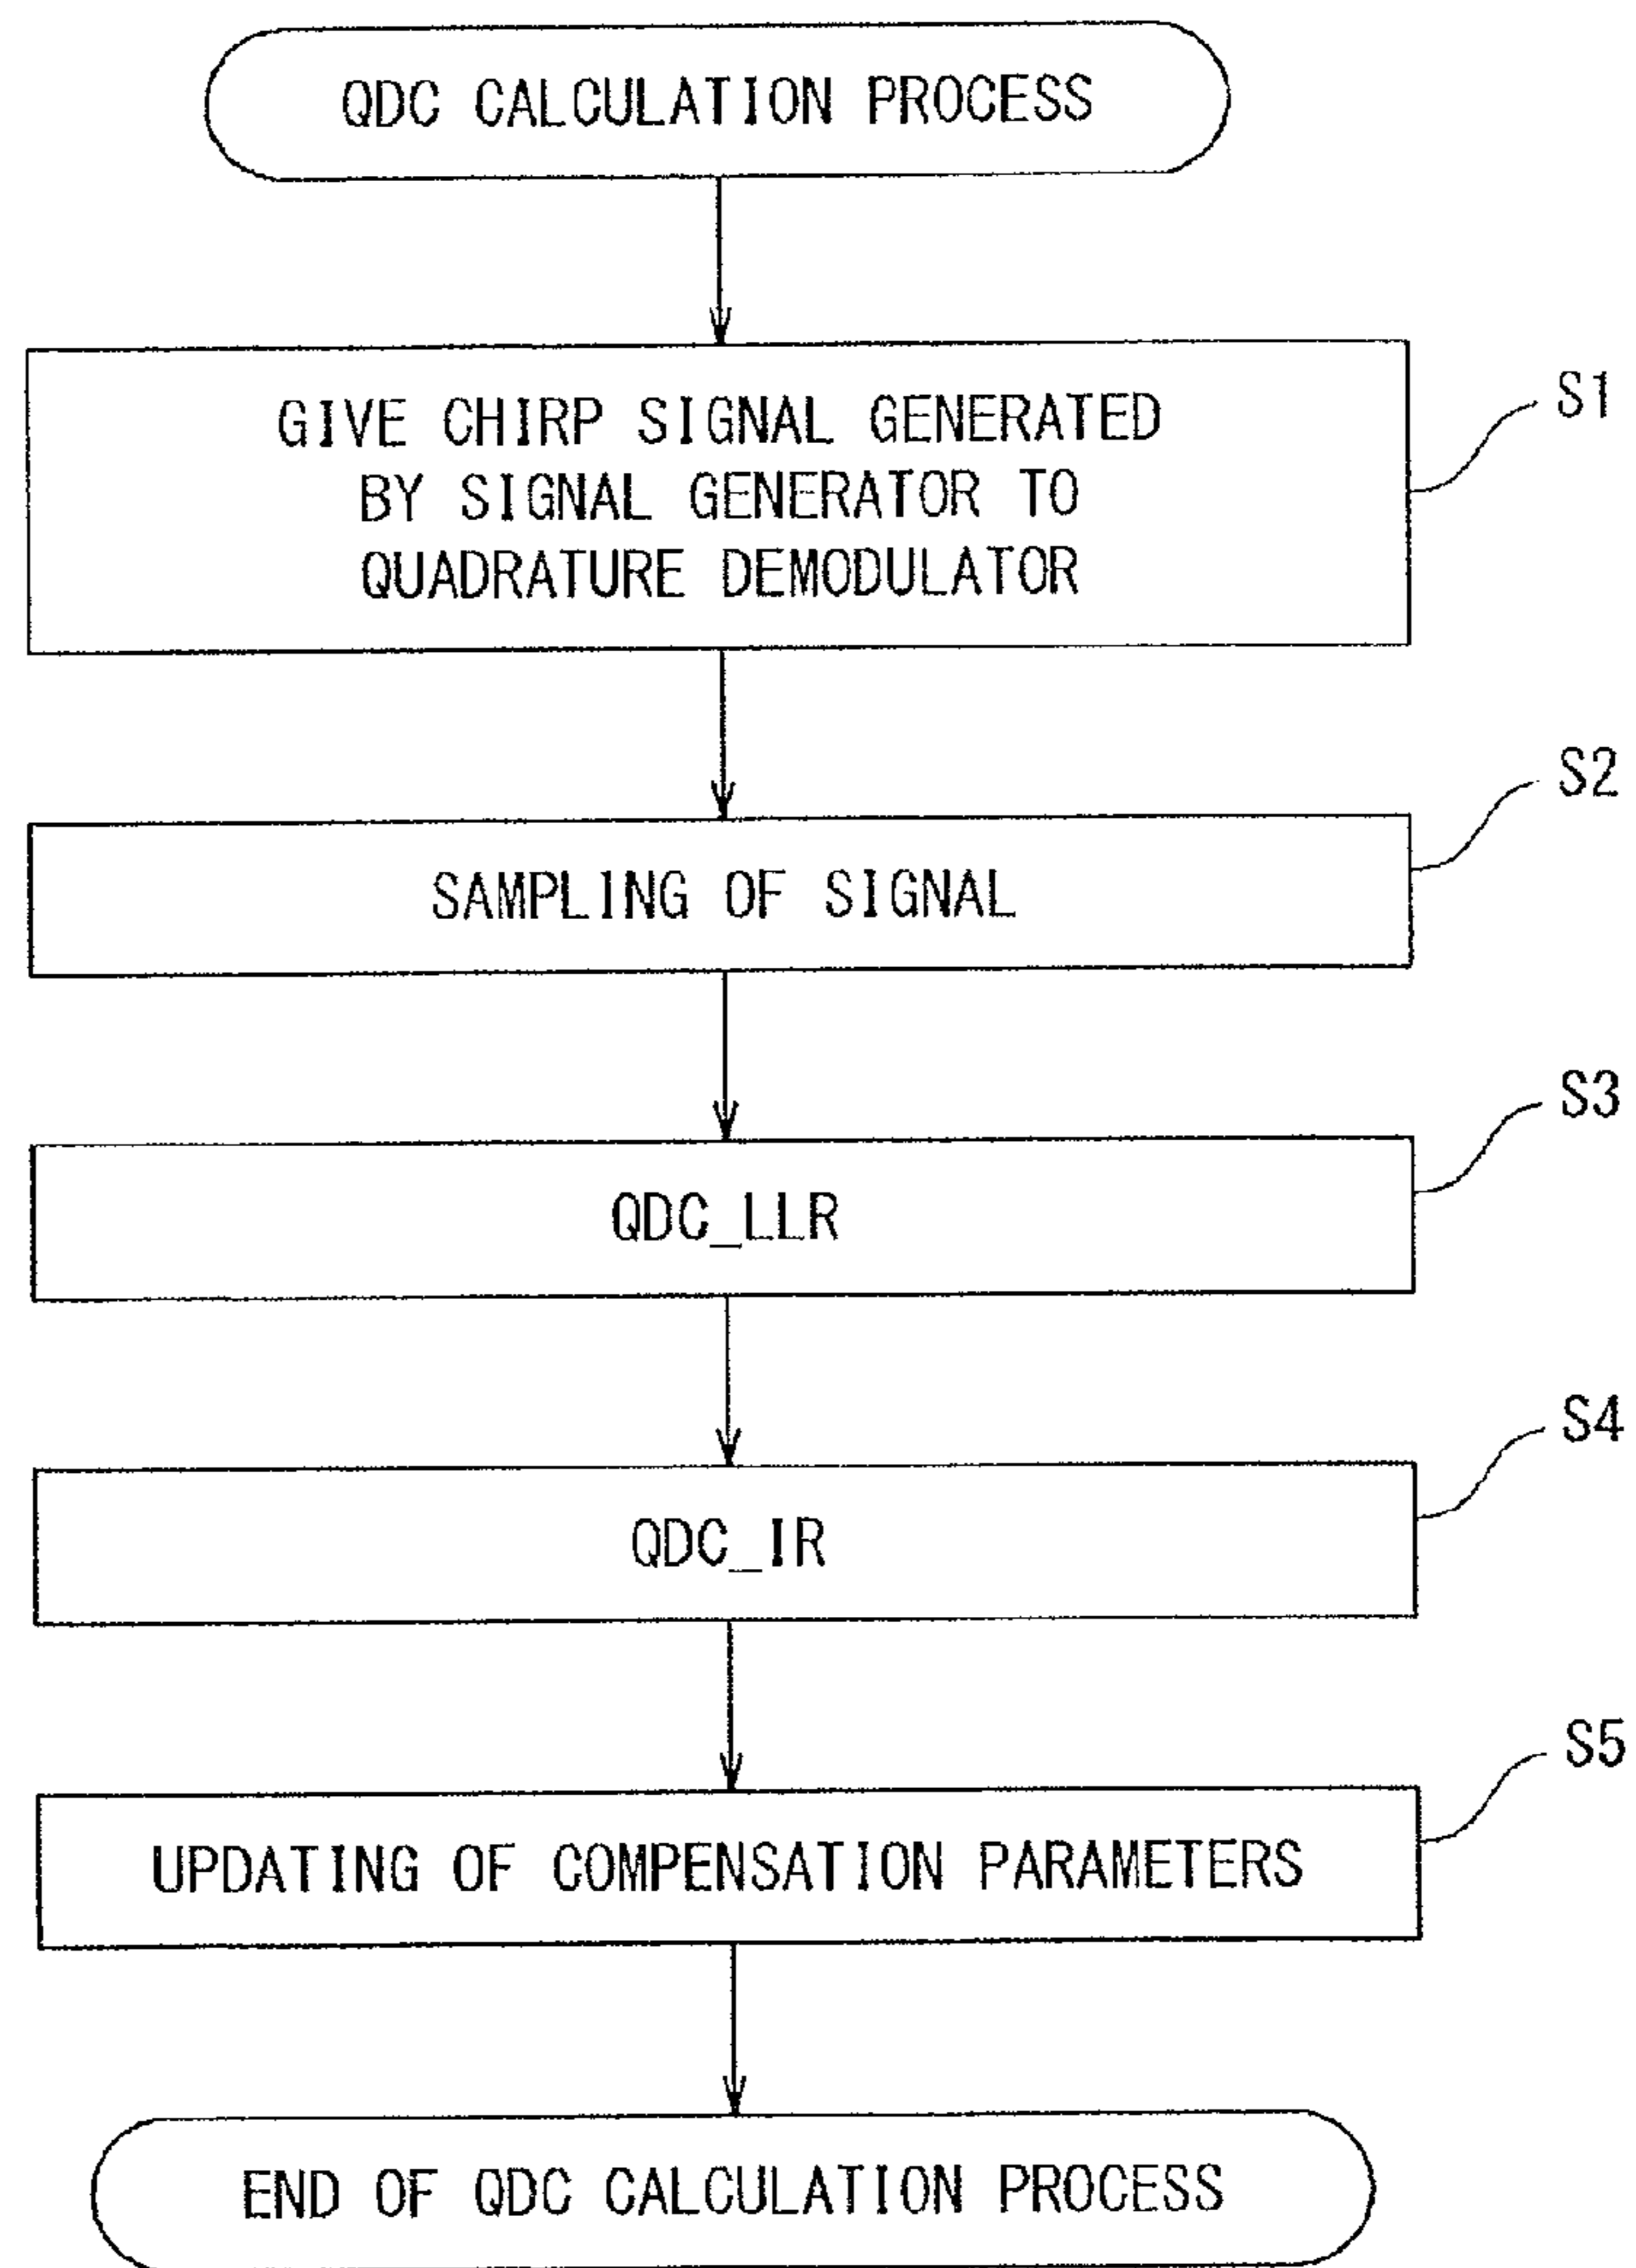 QDC CALCULATION PROCESS
GIVE CHIRP SIGNAL GENERATED
BY SIGNAL GENERATOR TO
QUADRATURE DEMODULATOR
S1
SAMPLING OF SIGNAL
S2
QDC_LLR
S3
QDC_IR
S4
UPDATING OF COMPENSATION PARAMETERS
S5
END OF QDC CALCULATION PROCESS